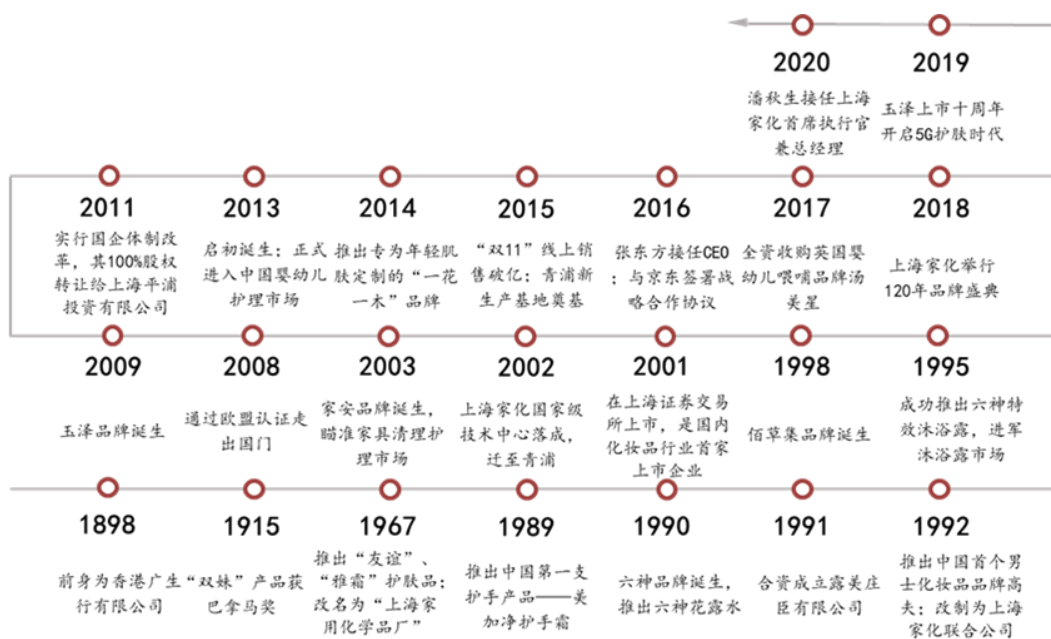 2020
潘秋生接任上海
家化首席执行官
兼总经理
2019
玉泽上市十周年
开启5G护肤时代
2011
实行国企体制改
革，其100%股权
转让给上海平浦
投资有限公司
2013
启初诞生；正式
进入中国婴幼儿
护理市场
2014
推出专为年轻肌
肤定制的“一花
一木”品牌
2015
“双11”线上销
售破亿；青浦新
生产基地奠基
2016
张东方接任CEO
；与京东签署战
略合作协议
2017
全资收购英国婴
幼儿喂哺品牌汤
美星
2018
上海家化举行
120年品牌盛典
2009
玉泽品牌诞生
2008
通过欧盟认证走
出国门
2003
家安品牌诞生，
瞄准家具清理护
理市场
2002
上海家化国家级
技术中心落成，
迁至青浦
2001
在上海证券交易
所上市，是国内
化妆品行业首家
上市企业
1998
佰草集品牌诞生
1995
成功推出六神特
效沐浴露，进军
沐浴露市场
1898
前身为香港广生
行有限公司
1915
“双妹”产品获
巴拿马奖
1967
推出“友谊”、
“雅霜”护肤品；
改名为“上海家
用化学品厂”
1989
推出中国第一支
护手产品——美
加净护手霜
1990
六神品牌诞生，
推出六神花露水
1991
合资成立露美庄
臣有限公司
1992
推出中国首个男
士化妆品品牌高
夫；改制为上海
家化联合公司